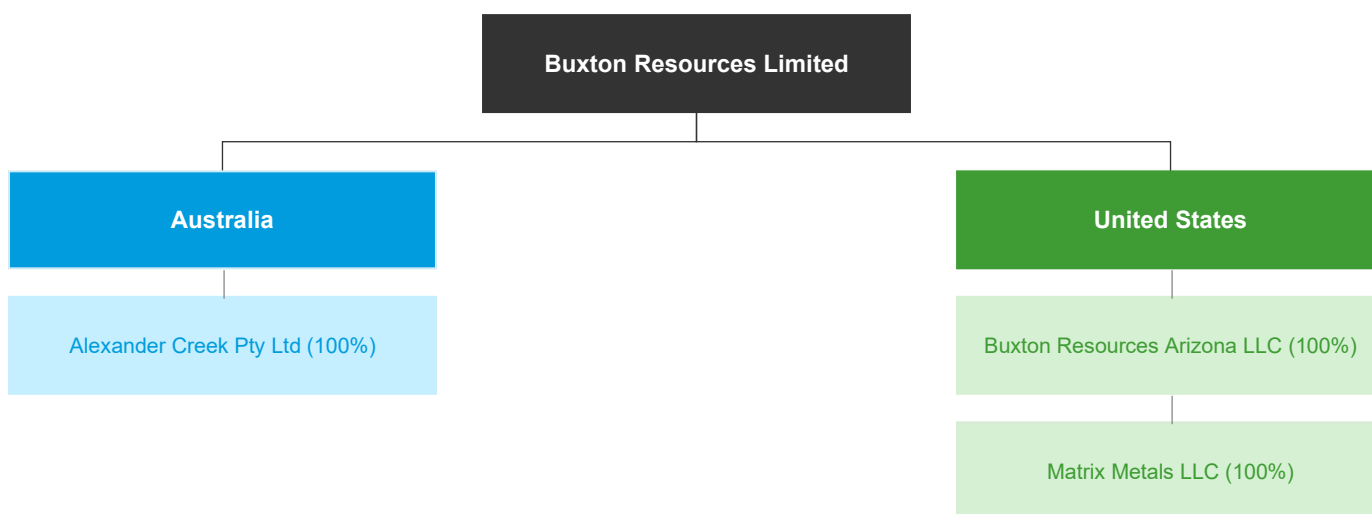 Buxton Resources Limited
Australia
United States
Alexander Creek Pty Ltd (100%)
Buxton Resources Arizona LLC (100%)
Matrix Metals LLC (100%)